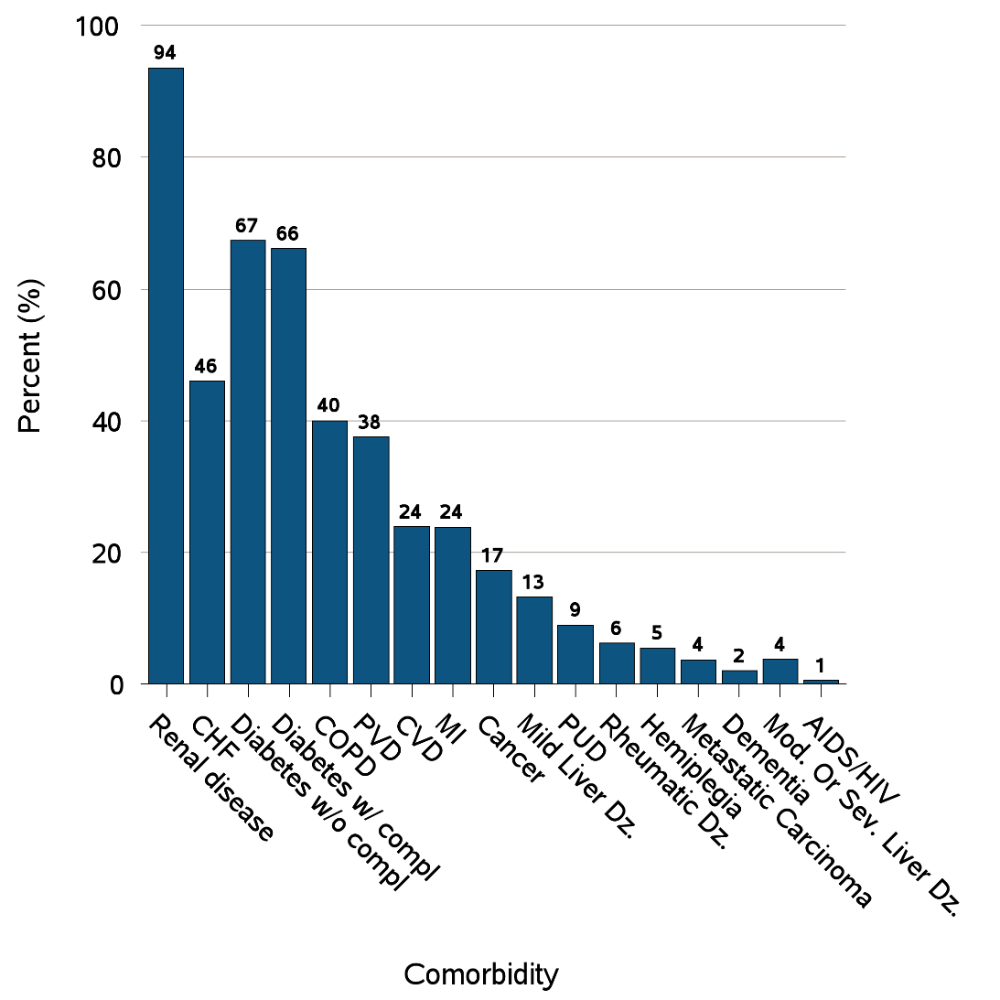 100
80
60
40
20
0
Percent (%)
94
46
67
66
40
38
24
24
17
13
9
6
5
4
2
4
1
Renal disease
CHF
Diabetes w/o compl
Diabetes w/ compl
COPD
PVD
CVD
MI
Cancer
Mild Liver Dz.
PUD
Rheumatic Dz.
Hemiplegia
Metastatic Carcinoma
Dementia
Mod. Or Sev. Liver Dz.
AIDS/HIV
Comorbidity